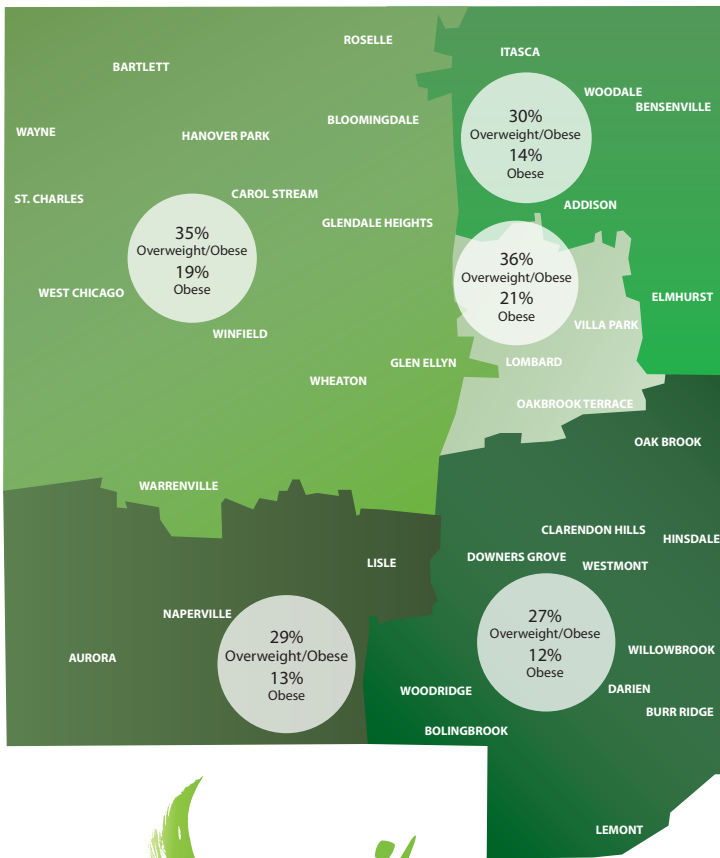 ROSELLE
ITASCA
BARTLETT
WOODALE
BENSENVILLE
30%
Overweight/Obese
14%
Obese
BLOOMINGDALE
WAYNE
HANOVER PARK
ST. CHARLES
CAROL STREAM
ADDISON
GLENDALE HEIGHTS
35%
Overweight/Obese
19%
Obese
36%
Overweight/Obese
21%
Obese
WEST CHICAGO
ELMHURST
VILLA PARK
WINFIELD
GLEN ELLYN
LOMBARD
WHEATON
OAKBROOK TERRACE
OAK BROOK
WARRENVILLE
CLARENDON HILLS
HINSDALE
DOWNERS GROVE
WESTMONT
LISLE
NAPERVILLE
29%
Overweight/Obese
13%
Obese
27%
Overweight/Obese
12%
Obese
AURORA
WILLOWBROOK
WOODRIDGE
DARIEN
BURR RIDGE
BOLINGBROOK
LEMONT